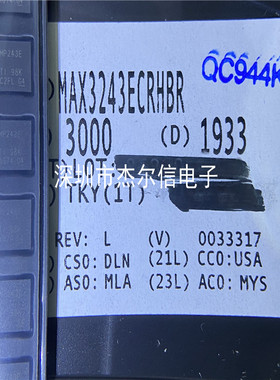 QC944K
) MAX3243ECRHBR
) 3000 (D) 1933
LOT:
深圳市杰尔信电子
) TKY(1T)
REV: L (V) 0033317
) CSO: DLN (21L) CCO:USA
) ASO: MLA (23L) ACO: MYS